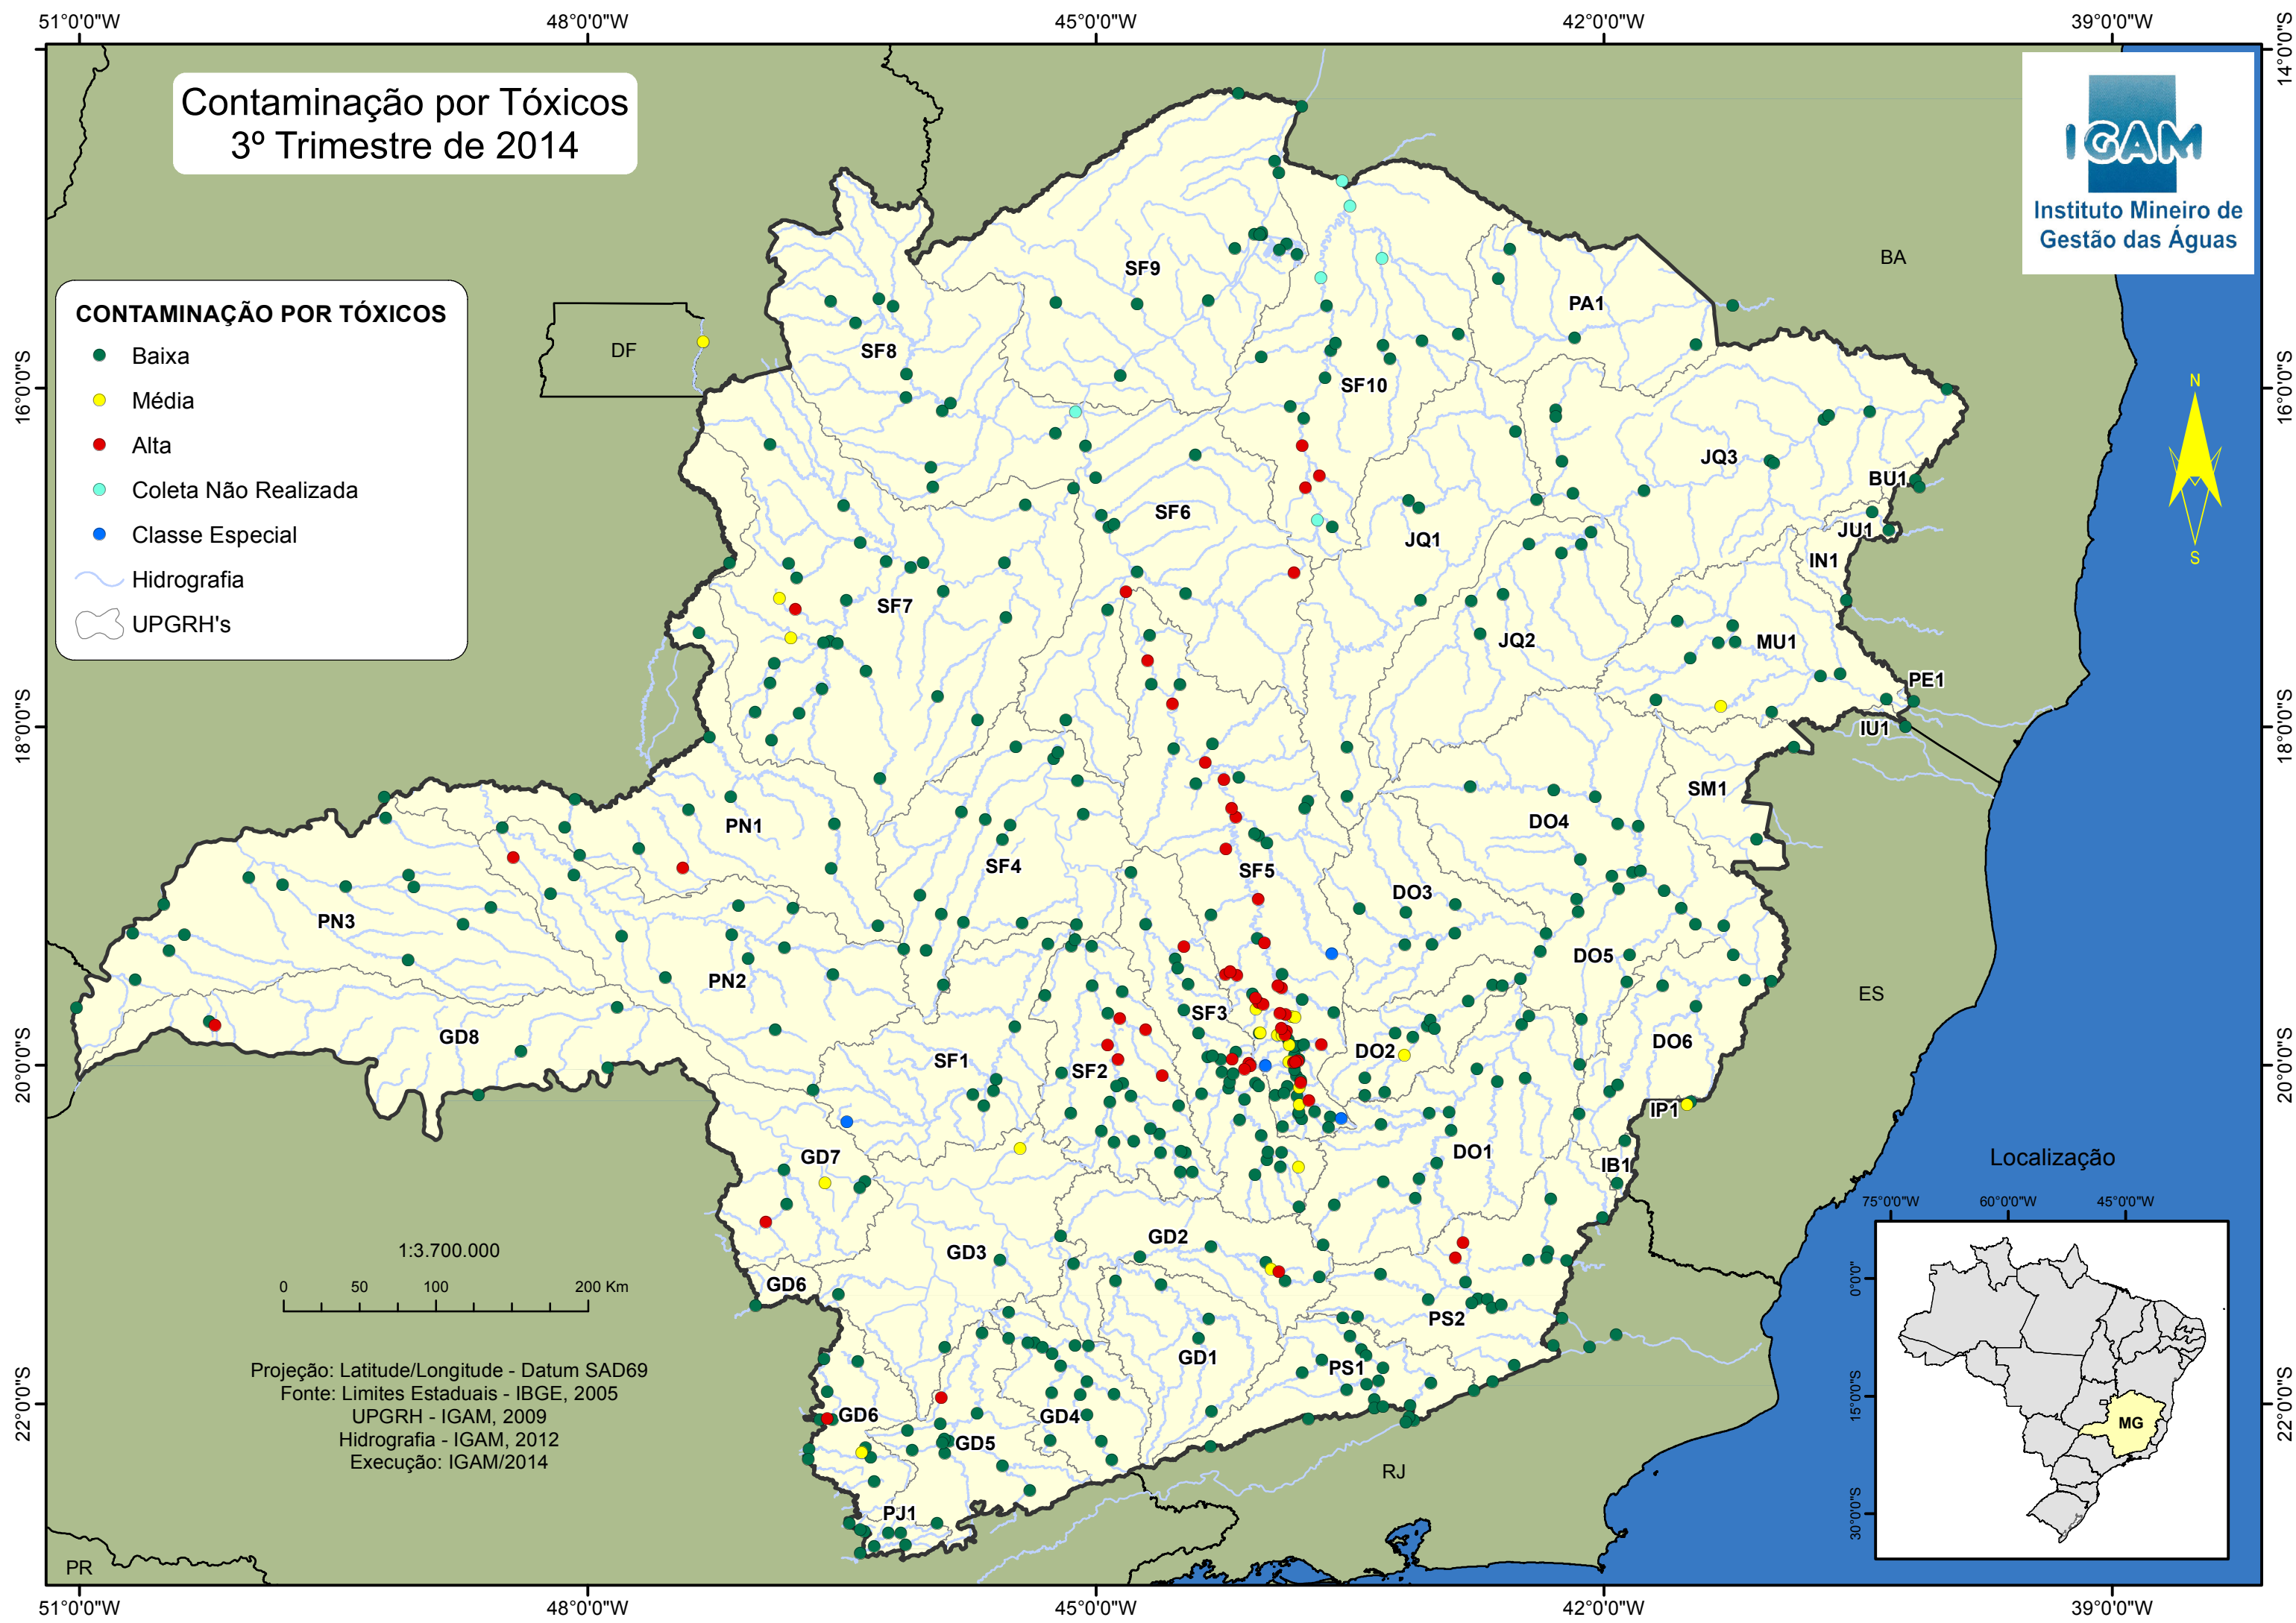 51°0'0"W 48°0'0"W 45°0'0"W 42°0'0"W 39°0'0"W
14°0'0"S
14°0'0"S
Contaminação por Tóxicos
3º Trimestre de 2014
IGAM
Instituto Mineiro de
Gestão das Águas
CONTAMINAÇÃO POR TÓXICOS
Baixa
Média
Alta
Coleta Não Realizada
Classe Especial
Hidrografia
UPGRH's
DF
BA
SF9
PA1
SF8
SF10
16°0'0"S
16°0'0"S
N
S
JQ3
BU1
SF6
JU1
JQ1
IN1
SF7
JQ2
MU1
PE1
IU1
18°0'0"S
18°0'0"S
SM1
PN1
DO4
SF4
SF5
DO3
PN3
DO5
PN2
ES
SF3
GD8
DO6
DO2
SF1
SF2
20°0'0"S
20°0'0"S
IP1
GD7
DO1
IB1
GD2
GD3
GD6
PS2
GD1
PS1
GD6
GD4
GD5
22°0'0"S
22°0'0"S
RJ
PJ1
PR
1:3.700.000
0 50 100 200 Km
Projeção: Latitude/Longitude - Datum SAD69
Fonte: Limites Estaduais - IBGE, 2005
UPGRH - IGAM, 2009
Hidrografia - IGAM, 2012
Execução: IGAM/2014
Localização
75°0'0"W 60°0'0"W 45°0'0"W
0°0'0"
15°0'0"S
30°0'0"S
MG
51°0'0"W 48°0'0"W 45°0'0"W 42°0'0"W 39°0'0"W